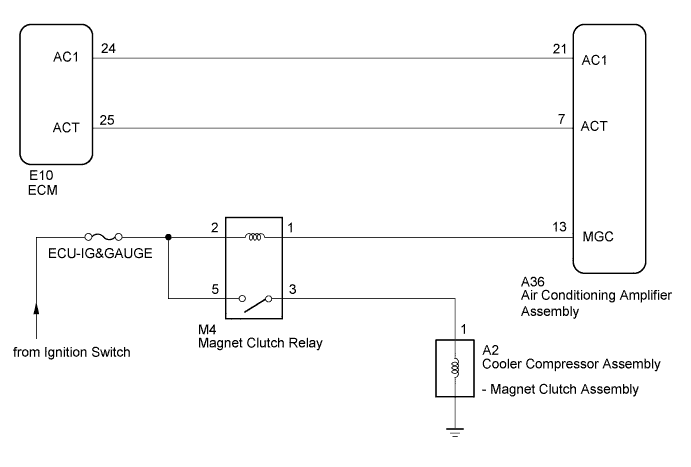 24
21
AC1
AC1
25
7
ACT
ACT
E10
ECM
2
1
13
MGC
ECU-IG&GAUGE
5
3
A36
Air Conditioning Amplifier
Assembly
M4
Magnet Clutch Relay
from Ignition Switch
1
A2
Cooler Compressor Assembly
- Magnet Clutch Assembly